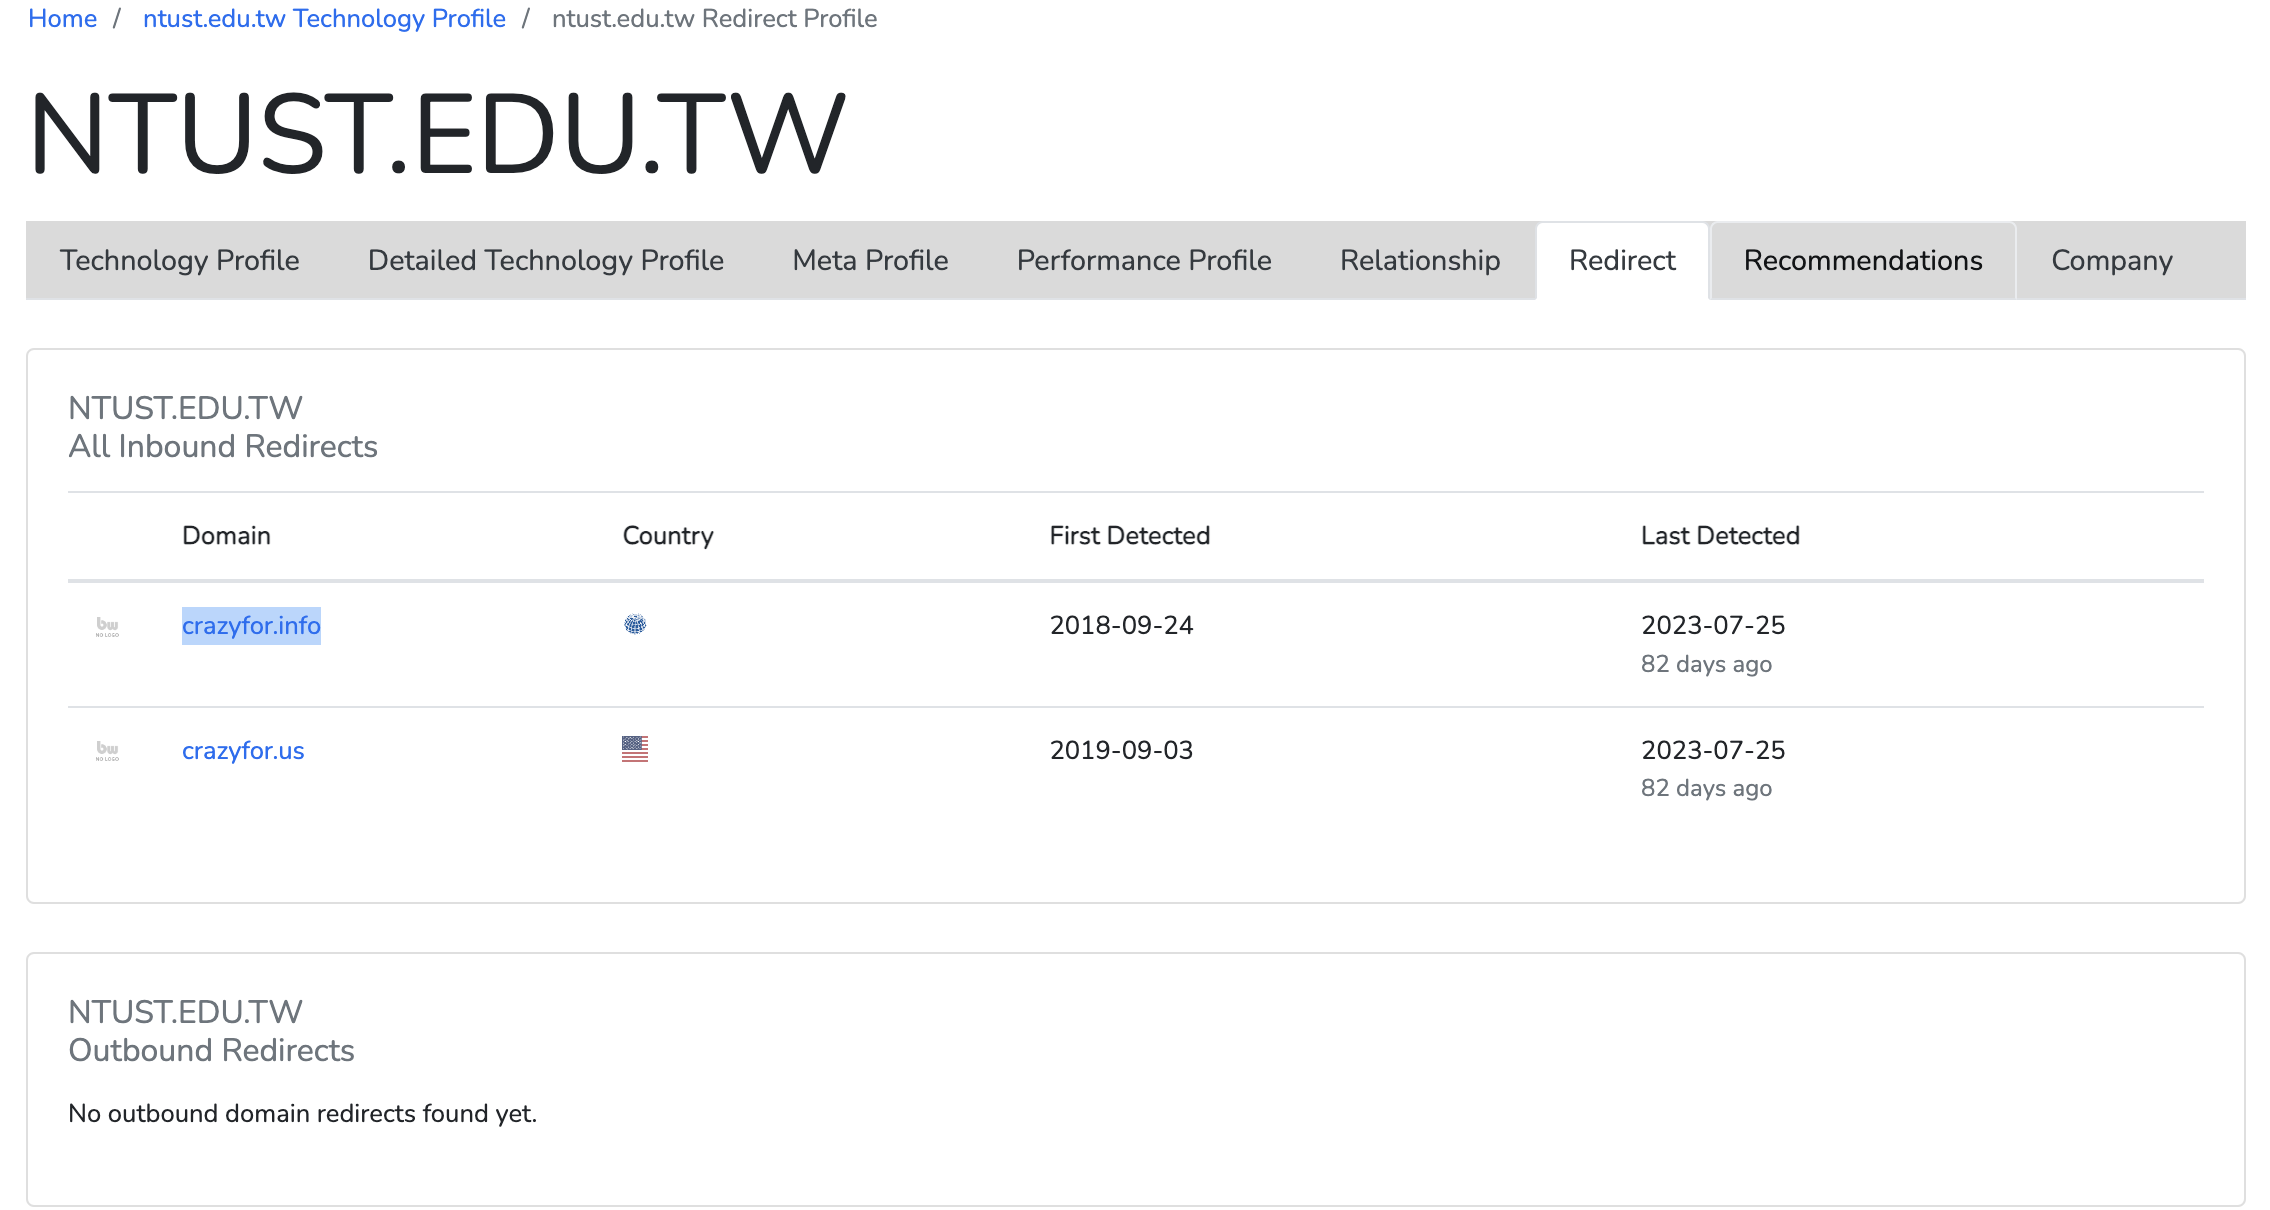 Home / ntust.edu.tw Technology Profile / ntust.edu.tw Redirect Profile
NTUST.EDU.TW
Technology Profile Detailed Technology Profile Meta Profile Performance Profile Relationship Redirect Recommendations Company
NTUST.EDU.TW
All Inbound Redirects
Domain Country First Detected Last Detected
bw
NO LOGO
crazyfor.info 2018-09-24 2023-07-25
82 days ago
bw
NO LOGO
crazyfor.us 2019-09-03 2023-07-25
82 days ago
NTUST.EDU.TW
Outbound Redirects
No outbound domain redirects found yet.